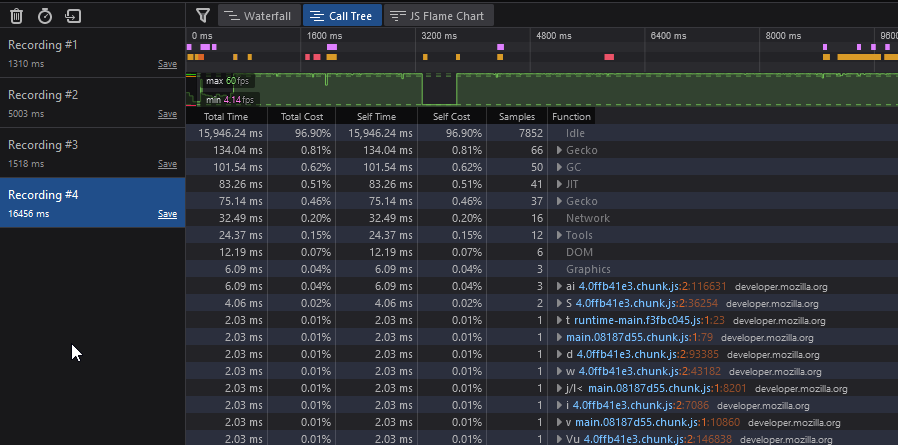 Waterfall Call Tree JS Flame Chart
Recording #1
1310 ms Save
Recording #2
5003 ms Save
Recording #3
1518 ms Save
Recording #4
16456 ms Save
0 ms 1600 ms 3200 ms 4800 ms 6400 ms 8000 ms 9600
max 60fps
min 4.14fps
Total Time Total Cost Self Time Self Cost Samples Function
15,946.24 ms 96.90% 15,946.24 ms 96.90% 7852 Idle
134.04 ms 0.81% 134.04 ms 0.81% 66 Gecko
101.54 ms 0.62% 101.54 ms 0.62% 50 GC
83.26 ms 0.51% 83.26 ms 0.51% 41 JIT
75.14 ms 0.46% 75.14 ms 0.46% 37 Gecko
32.49 ms 0.20% 32.49 ms 0.20% 16 Network
24.37 ms 0.15% 24.37 ms 0.15% 12 Tools
12.19 ms 0.07% 12.19 ms 0.07% 6 DOM
6.09 ms 0.04% 6.09 ms 0.04% 3 Graphics
6.09 ms 0.04% 6.09 ms 0.04% 3 ai 4.0ffb41e3.chunk.js:2:116631 developer.mozilla.org
4.06 ms 0.02% 4.06 ms 0.02% 2 S 4.0ffb41e3.chunk.js:2:36254 developer.mozilla.org
2.03 ms 0.01% 2.03 ms 0.01% 1 t runtime-main.f3fbc045.js:1:23 developer.mozilla.org
2.03 ms 0.01% 2.03 ms 0.01% 1 main.08187d55.chunk.js:1:79 developer.mozilla.org
2.03 ms 0.01% 2.03 ms 0.01% 1 d 4.0ffb41e3.chunk.js:2:93385 developer.mozilla.org
2.03 ms 0.01% 2.03 ms 0.01% 1 w 4.0ffb41e3.chunk.js:2:43182 developer.mozilla.org
2.03 ms 0.01% 2.03 ms 0.01% 1 j/l< main.08187d55.chunk.js:1:8201 developer.mozilla.org
2.03 ms 0.01% 2.03 ms 0.01% 1 i 4.0ffb41e3.chunk.js:2:7086 developer.mozilla.org
2.03 ms 0.01% 2.03 ms 0.01% 1 v main.08187d55.chunk.js:1:10860 developer.mozilla.org
2.03 ms 0.01% 2.03 ms 0.01% 1 Vu 4.0ffb41e3.chunk.js:2:146838 developer.mozilla.org